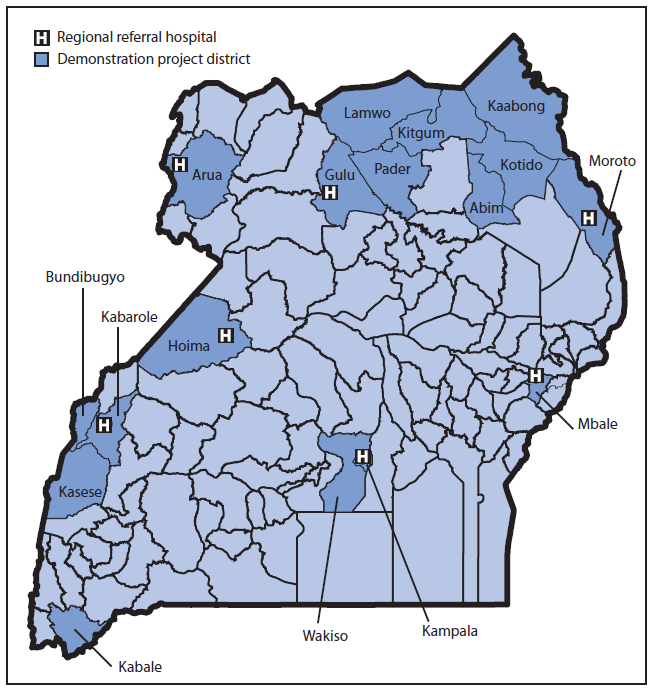 H Regional referral hospital
Demonstration project district
Lamwo
Kaabong
Kitgum
Moroto
H
Arua
Gulu
Pader
Kotido
H
Abim
H
Bundibugyo
Kabarole
H
Hoima
H
Mbale
H
H
Kasese
Wakiso
Kampala
Kabale